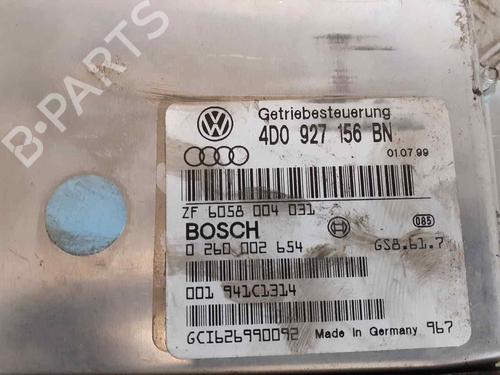 B-PARTS
Getriebesteuerung
4D0 927 156 BN
01.07.99
ZF 6058 004 031
BOSCH
085
0 260 002 654
GS8.61.7
001 941C1314
GCI626990092 Made in Germany 967